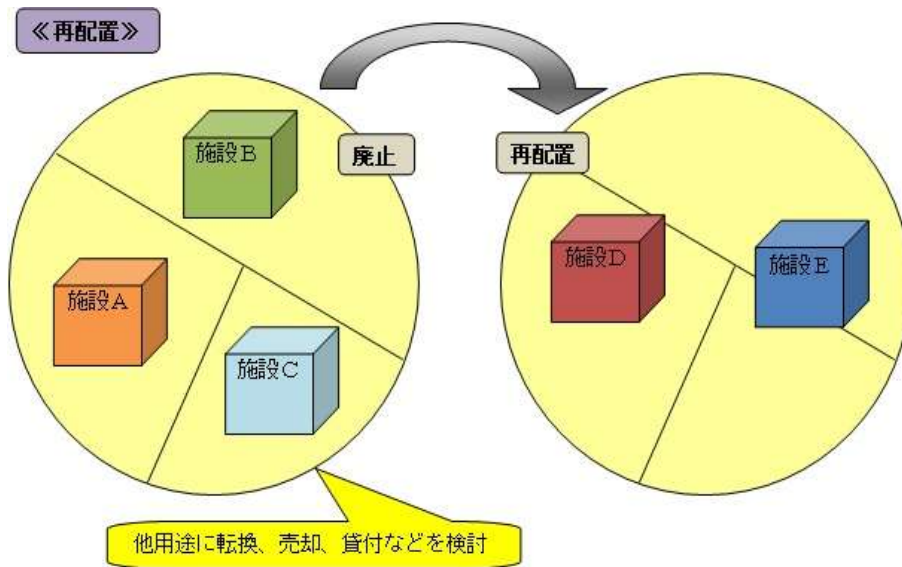 ≪再配置≫
施設B
廃止
再配置
施設A
施設C
施設D
施設E
他用途に転換、売却、貸付などを検討